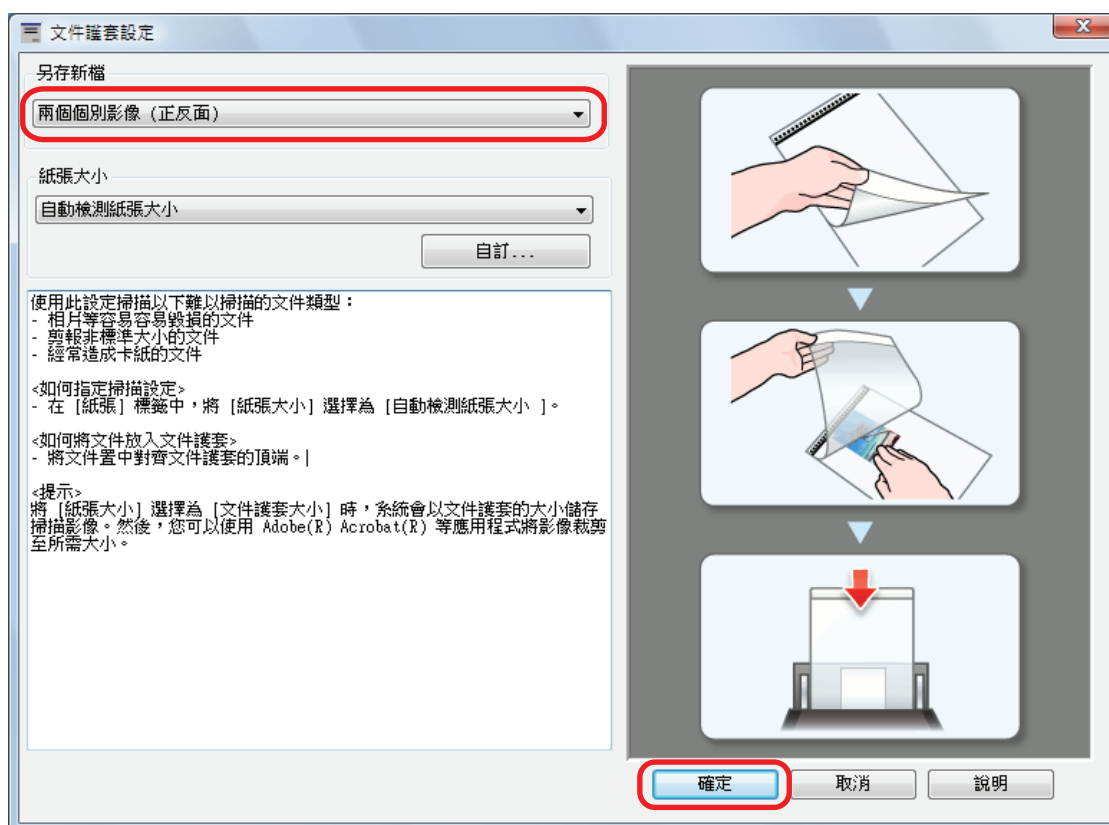 文件護套設定
另存新檔
兩個個別影像 (正反面)
紙張大小
自動檢測紙張大小
自訂...
使用此設定掃描以下難以掃描的文件類型：
- 相片等容易容易毀損的文件
- 剪報非標準大小的文件
- 經常造成卡紙的文件
<如何指定掃描設定>
- 在 [紙張] 標籤中，將 [紙張大小] 選擇為 [自動檢測紙張大小 ]。
<如何將文件放入文件護套>
- 將文件置中對齊文件護套的頂端。
<提示>
將 [紙張大小] 選擇為 [文件護套大小] 時，系統會以文件護套的大小儲存
掃描影像。然後，您可以使用 Adobe(R) Acrobat(R) 等應用程式將影像裁剪
至所需大小。
確定
取消
說明